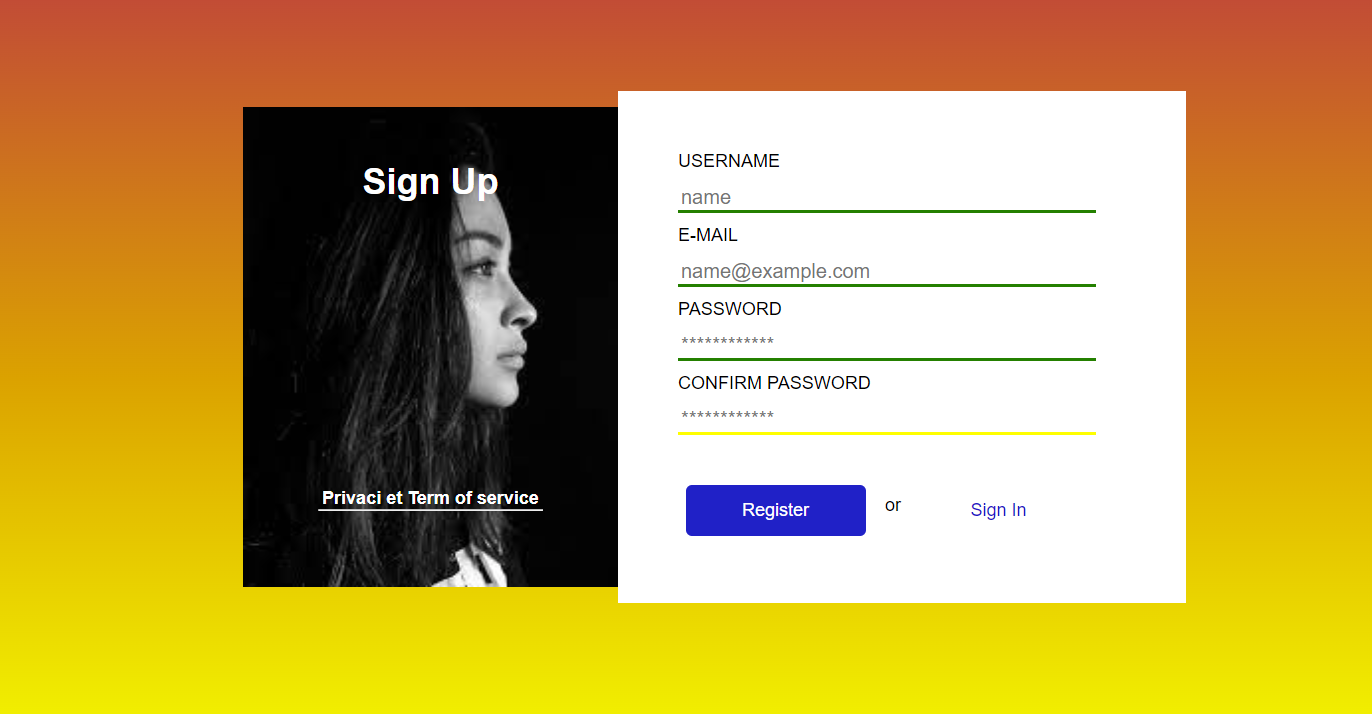 Sign Up
Privaci et Term of service
USERNAME
name
E-MAIL
name@example.com
PASSWORD
************
CONFIRM PASSWORD
************
Register or Sign In